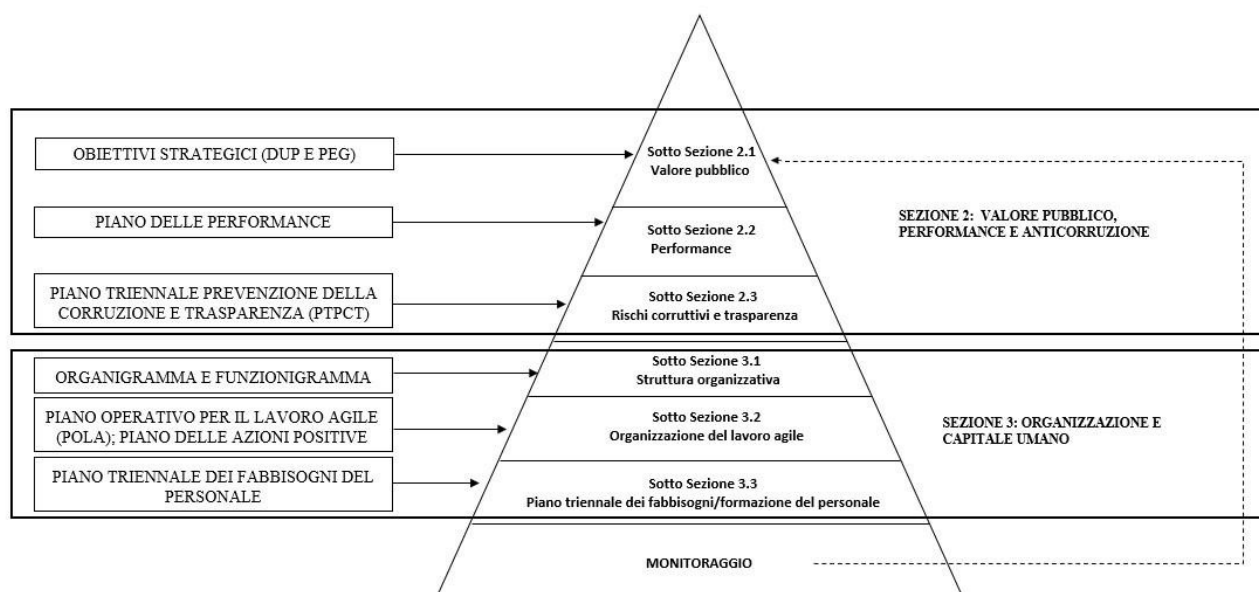 OBIETTIVI STRATEGICI (DUP E PEG)
Sotto Sezione 2.1
Valore pubblico
PIANO DELLE PERFORMANCE
Sotto Sezione 2.2
Performance
SEZIONE 2: VALORE PUBBLICO,
PERFORMANCE E ANTICORRUZIONE
PIANO TRIENNALE PREVENZIONE DELLA
CORRUZIONE E TRASPARENZA (PTPCT)
Sotto Sezione 2.3
Rischi corruttivi e trasparenza
ORGANIGRAMMA E FUNZIONIGRAMMA
Sotto Sezione 3.1
Struttura organizzativa
PIANO OPERATIVO PER IL LAVORO AGILE
(POLA); PIANO DELLE AZIONI POSITIVE
Sotto Sezione 3.2
Organizzazione del lavoro agile
SEZIONE 3: ORGANIZZAZIONE E
CAPITALE UMANO
PIANO TRIENNALE DEI FABBISOGNI DEL
PERSONALE
Sotto Sezione 3.3
Piano triennale dei fabbisogni/formazione del personale
MONITORAGGIO